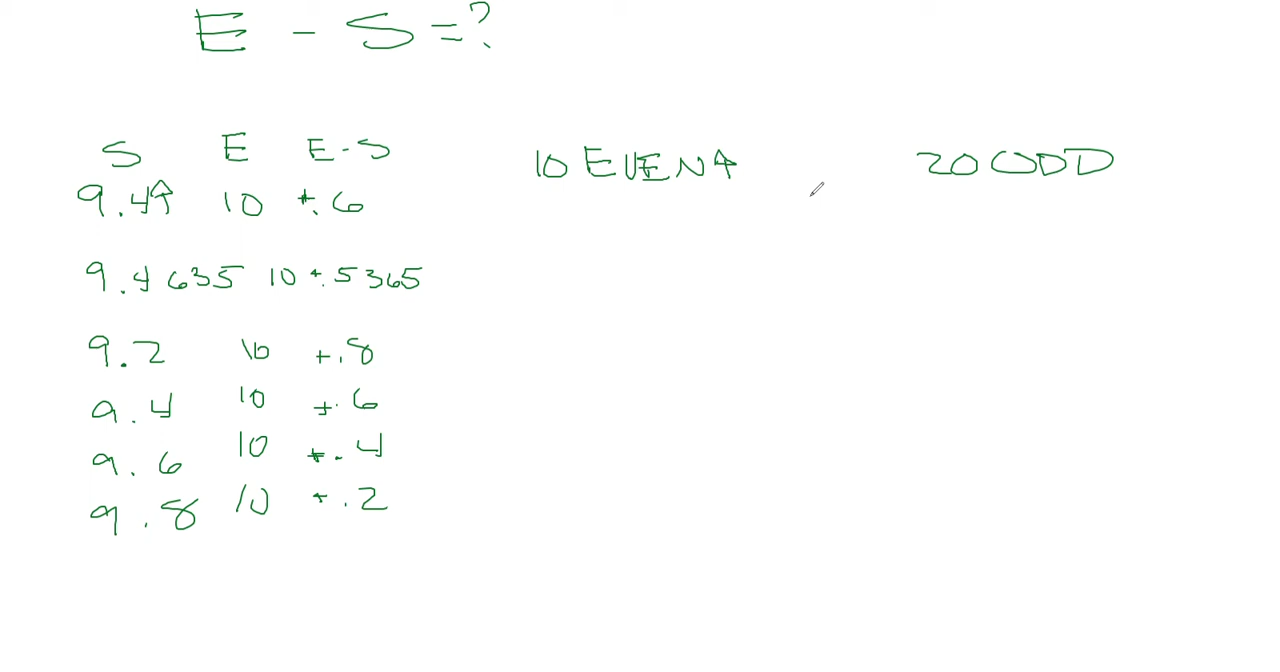 E - S = ?
S E E-S
9.4↑ 10 +.6
9.4635 10 +.5365
9.2 10 +.8
9.4 10 +.6
9.6 10 +.4
9.8 10 +.2
10 EVEN↑
20 ODD